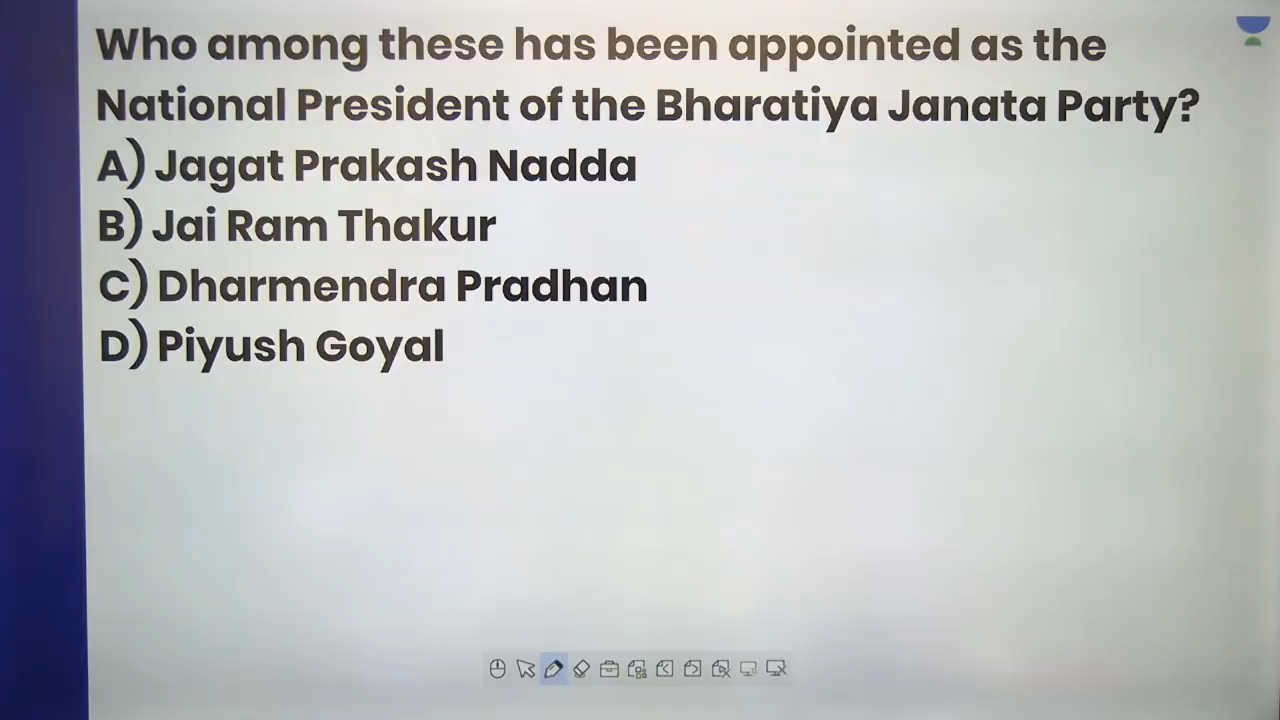 Who among these has been appointed as the
National President of the Bharatiya Janata Party?
A) Jagat Prakash Nadda
B) Jai Ram Thakur
C) Dharmendra Pradhan
D) Piyush Goyal